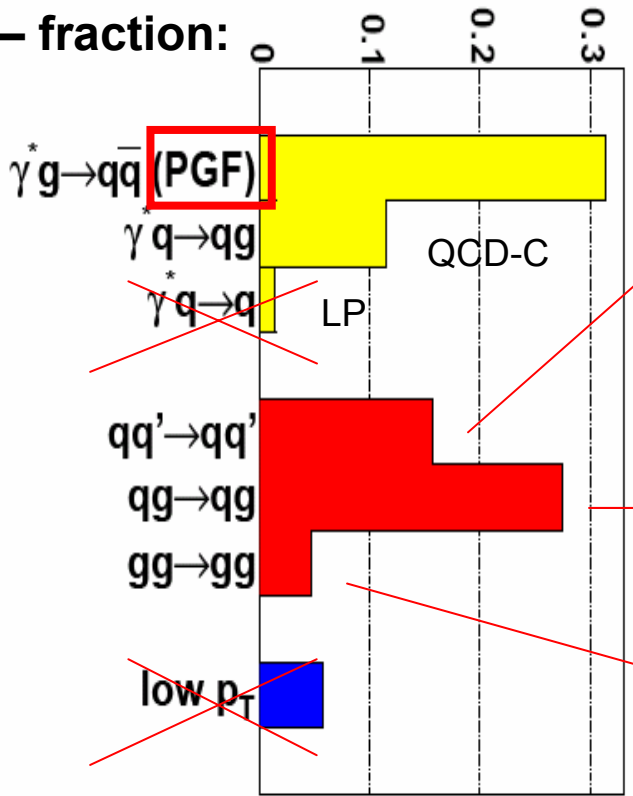 – fraction:
0 0.1 0.2 0.3
γ*g→qq̅ (PGF)
γ*q→qg
QCD-C
γ*q→q
LP
qq'→qq'
qg→qg
gg→gg
low pT